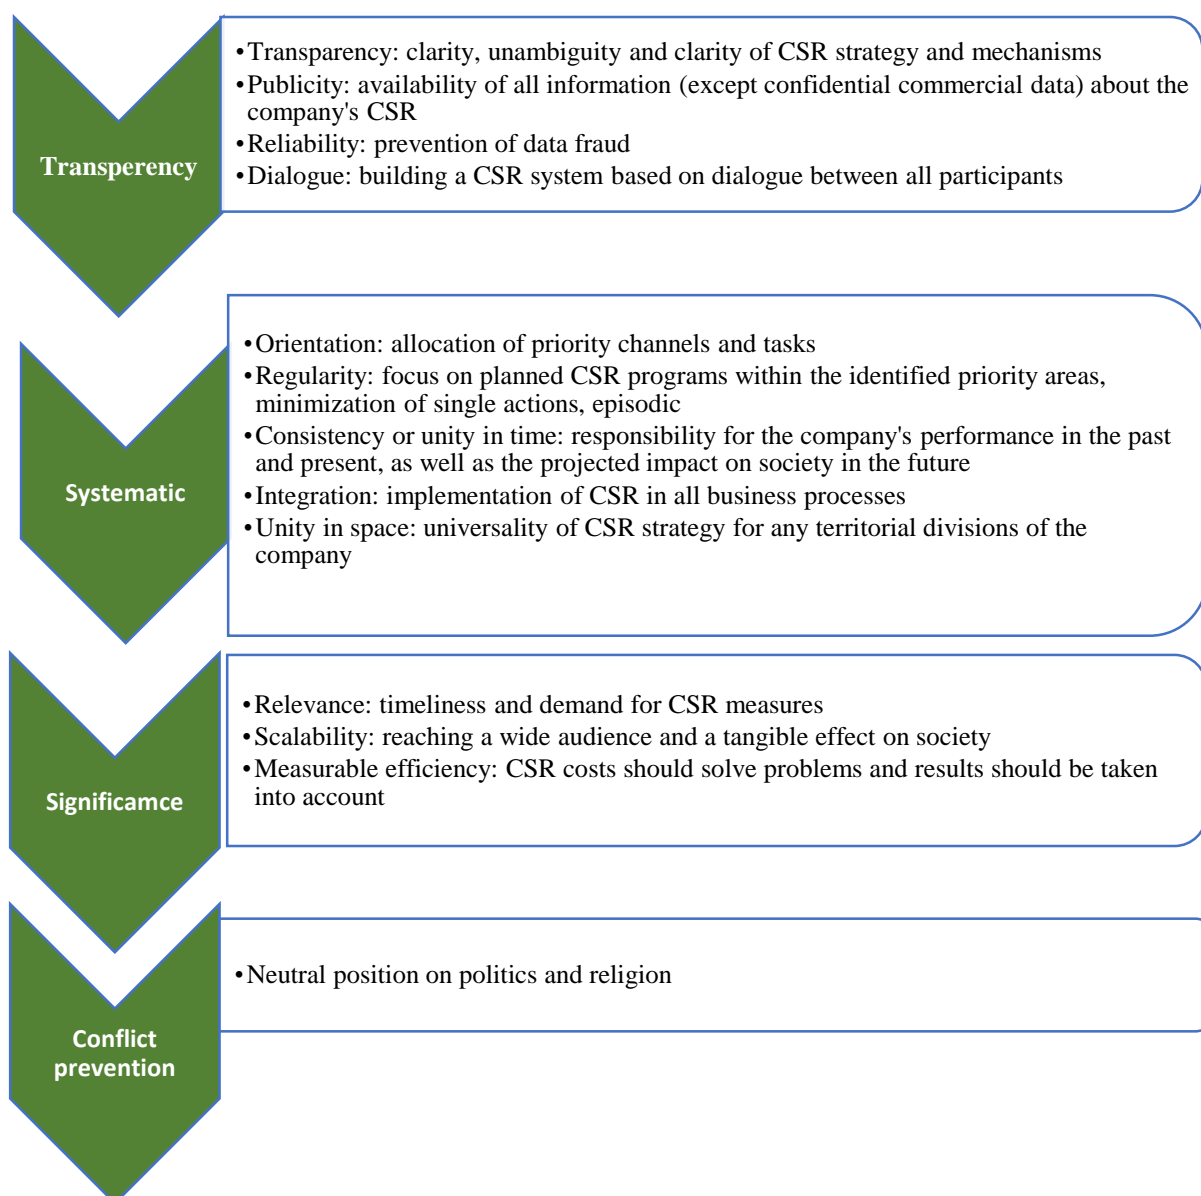 Transperency
•Transparency: clarity, unambiguity and clarity of CSR strategy and mechanisms
•Publicity: availability of all information (except confidential commercial data) about the
company's CSR
•Reliability: prevention of data fraud
•Dialogue: building a CSR system based on dialogue between all participants
Systematic
•Orientation: allocation of priority channels and tasks
•Regularity: focus on planned CSR programs within the identified priority areas,
minimization of single actions, episodic
•Consistency or unity in time: responsibility for the company's performance in the past
and present, as well as the projected impact on society in the future
•Integration: implementation of CSR in all business processes
•Unity in space: universality of CSR strategy for any territorial divisions of the
company
Significamce
•Relevance: timeliness and demand for CSR measures
•Scalability: reaching a wide audience and a tangible effect on society
•Measurable efficiency: CSR costs should solve problems and results should be taken
into account
Conflict
prevention
•Neutral position on politics and religion